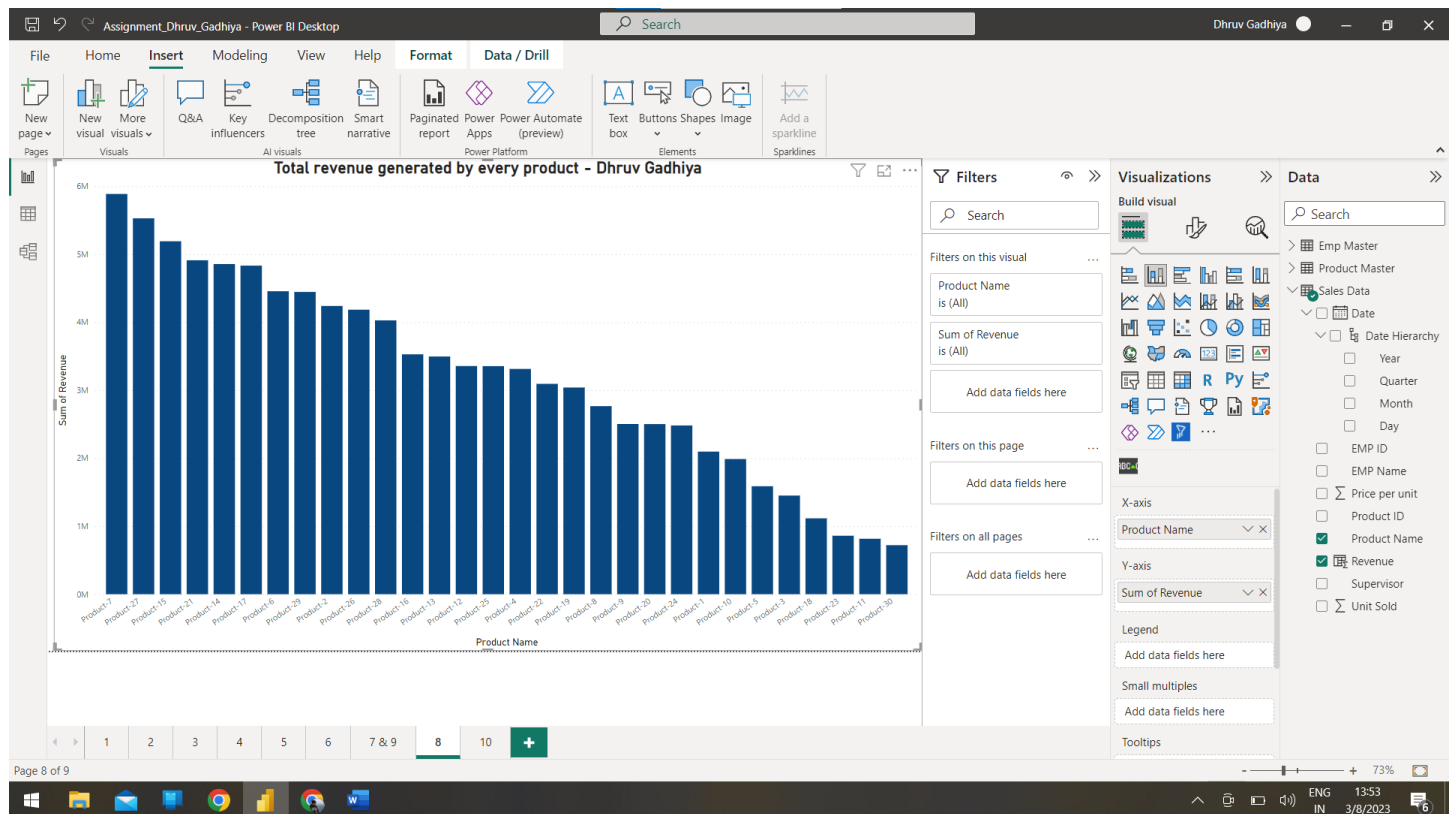 Assignment_Dhruv_Gadhiya - Power BI Desktop
Search
Dhruv Gadhiya
File Home Insert Modeling View Help Format Data / Drill
New page
New visual
More visuals
Q&A
Key influencers
Decomposition tree
Smart narrative
Paginated report
Power Apps
Power Automate (preview)
Text box
Buttons
Shapes
Image
Add a sparkline
Pages
Visuals
AI visuals
Power Platform
Elements
Sparklines
Total revenue generated by every product - Dhruv Gadhiya
6M
5M
4M
3M
2M
1M
0M
Sum of Revenue
Product-7
Product-27
Product-15
Product-21
Product-14
Product-17
Product-6
Product-29
Product-2
Product-26
Product-28
Product-16
Product-13
Product-12
Product-25
Product-4
Product-22
Product-19
Product-8
Product-9
Product-20
Product-24
Product-1
Product-10
Product-5
Product-3
Product-18
Product-23
Product-11
Product-30
Product Name
Filters
Search
Filters on this visual
Product Name
is (All)
Sum of Revenue
is (All)
Add data fields here
Filters on this page
Add data fields here
Filters on all pages
Add data fields here
Visualizations
Build visual
123
R
Py
X-axis
Product Name
Y-axis
Sum of Revenue
Legend
Add data fields here
Small multiples
Add data fields here
Tooltips
Data
Search
Emp Master
Product Master
Sales Data
Date
Date Hierarchy
Year
Quarter
Month
Day
EMP ID
EMP Name
Price per unit
Product ID
Product Name
Revenue
Supervisor
Unit Sold
1 2 3 4 5 6 7 & 9 8 10
Page 8 of 9
73%
ENG
IN
13:53
3/8/2023
6